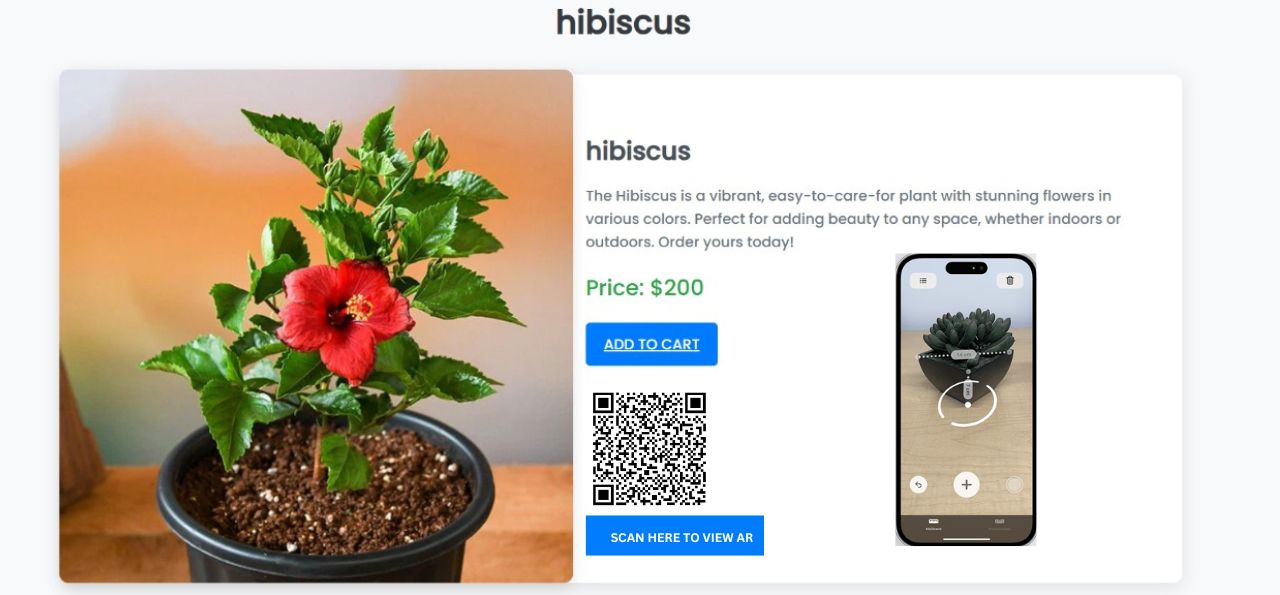 hibiscus
hibiscus
The Hibiscus is a vibrant, easy-to-care-for plant with stunning flowers in
various colors. Perfect for adding beauty to any space, whether indoors or
outdoors. Order yours today!
Price: $200
ADD TO CART
SCAN HERE TO VIEW AR